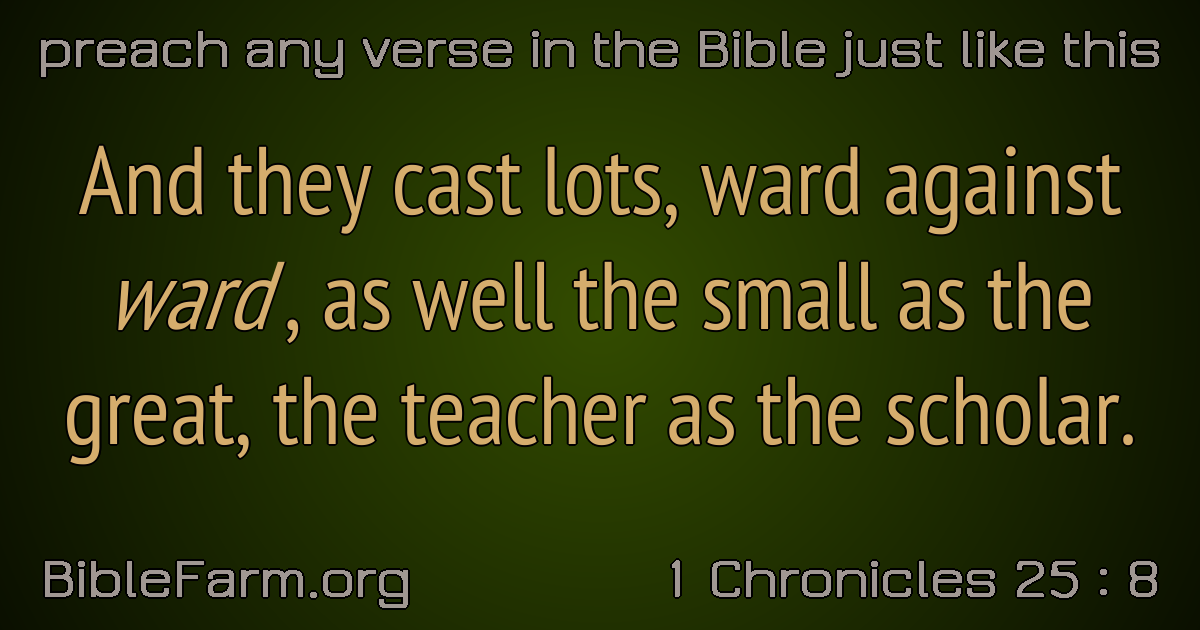 preach any verse in the Bible just like this
And they cast lots, ward against
ward, as well the small as the
great, the teacher as the scholar.
BibleFarm.org
1 Chronicles 25 : 8